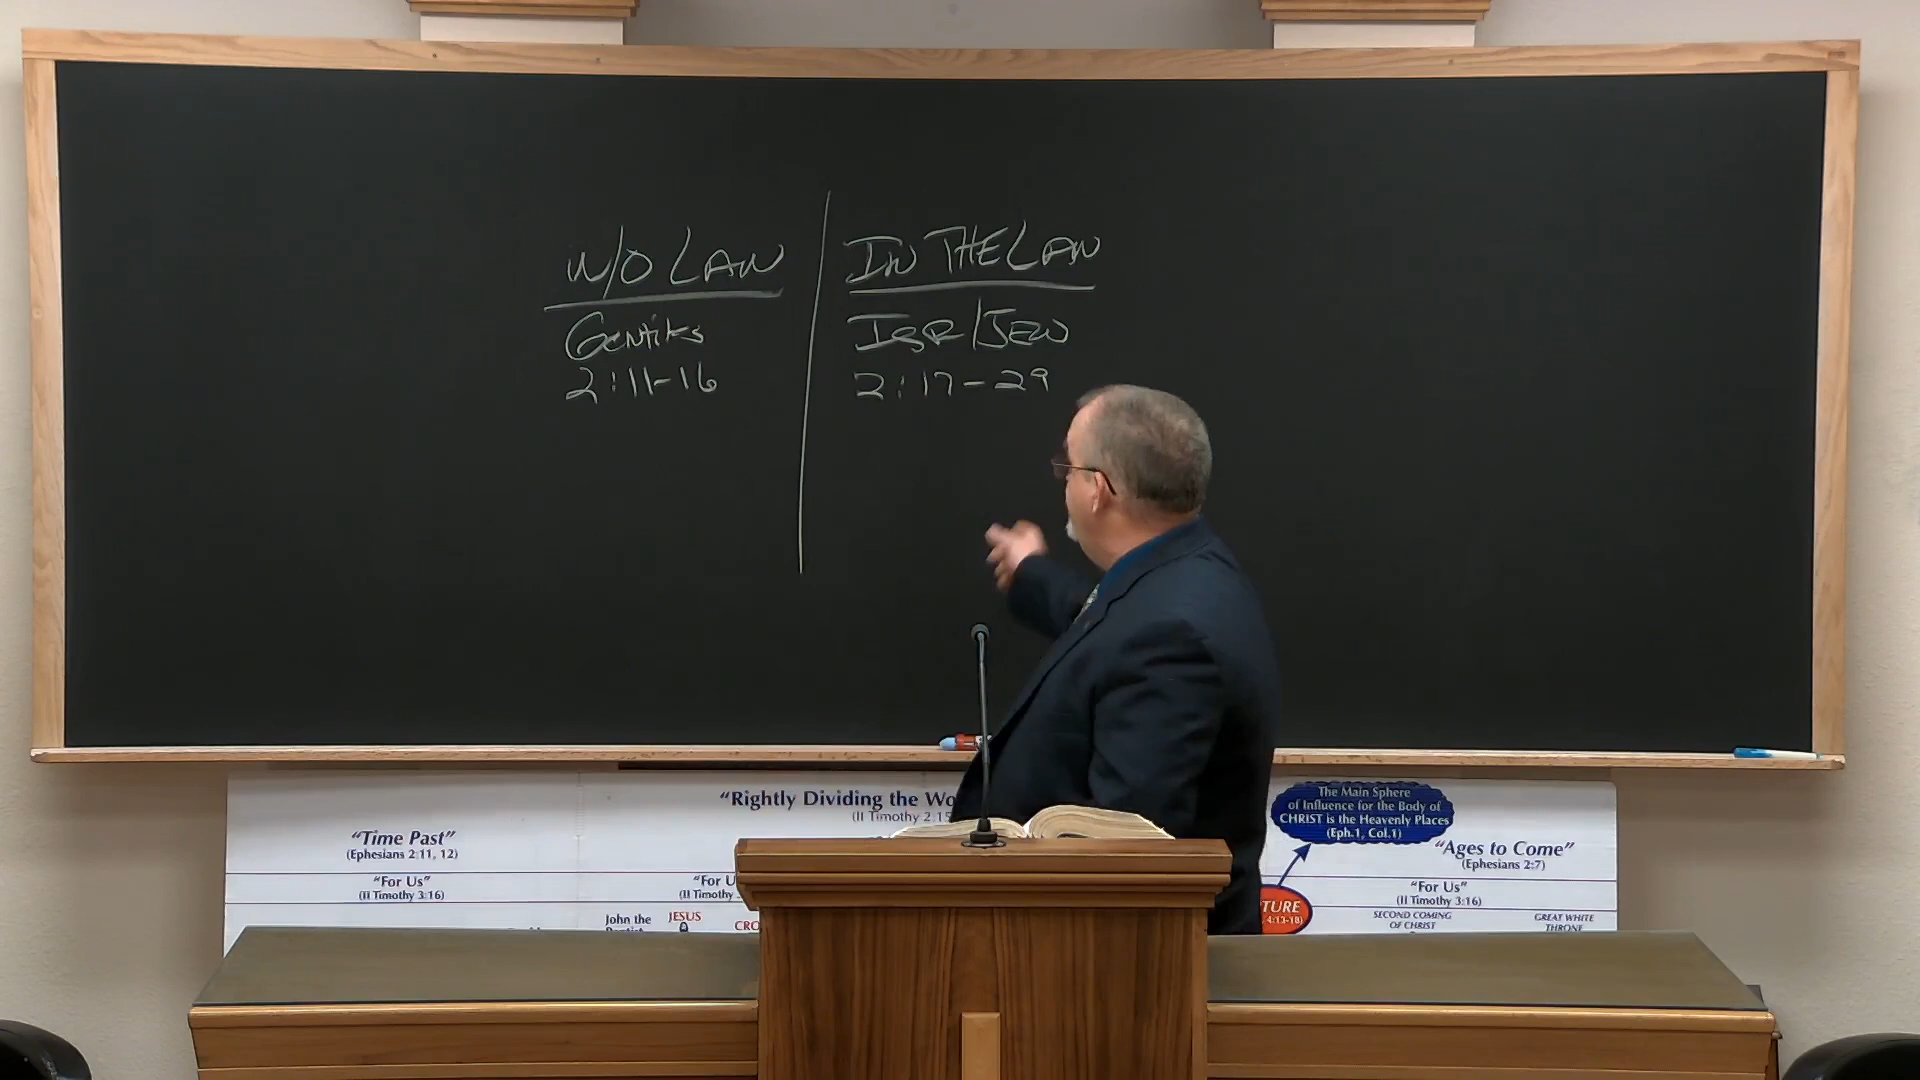 W/O LAW
IN THE LAW
Gentiles
ISR/JEW
2:11-16
2:17-29
"Rightly Dividing the Wo
(II Timothy 2:15
"Time Past"
(Ephesians 2:11, 12)
"For Us"
(II Timothy 3:16)
"For U
(II Timothy
John the
JESUS
CRO
The Main Sphere
of Influence for the Body of
CHRIST is the Heavenly Places
(Eph.1, Col.1)
"Ages to Come"
(Ephesians 2:7)
"For Us"
(II Timothy 3:16)
TURE
4:13-18)
SECOND COMING
OF CHRIST
GREAT WHITE
THRONE